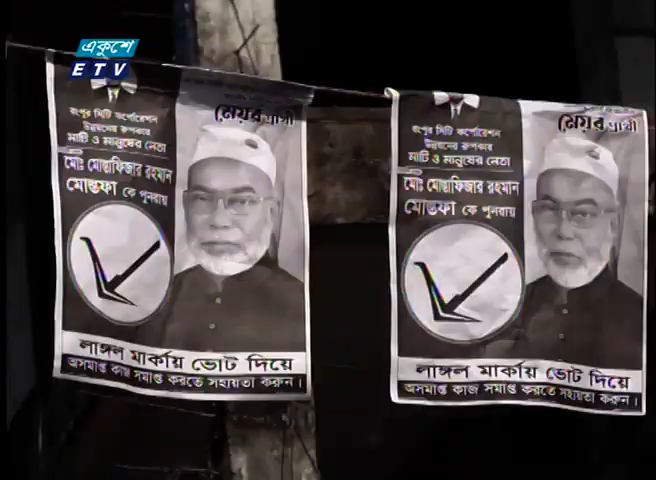 একুশে
ETV
মেয়র প্রার্থী
রংপুর সিটি কর্পোরেশন
উন্নয়নের রূপকার
মাটি ও মানুষের নেতা
মোঃ মোস্তাফিজার রহমান
মোস্তফা কে পুনরায়
লাঙ্গল মার্কায় ভোট দিয়ে
অসমাপ্ত কাজ সমাপ্ত করতে সহায়তা করুন।
মেয়র প্রার্থী
রংপুর সিটি কর্পোরেশন
উন্নয়নের রূপকার
মাটি ও মানুষের নেতা
মোঃ মোস্তাফিজার রহমান
মোস্তফা কে পুনরায়
লাঙ্গল মার্কায় ভোট দিয়ে
অসমাপ্ত কাজ সমাপ্ত করতে সহায়তা করুন।